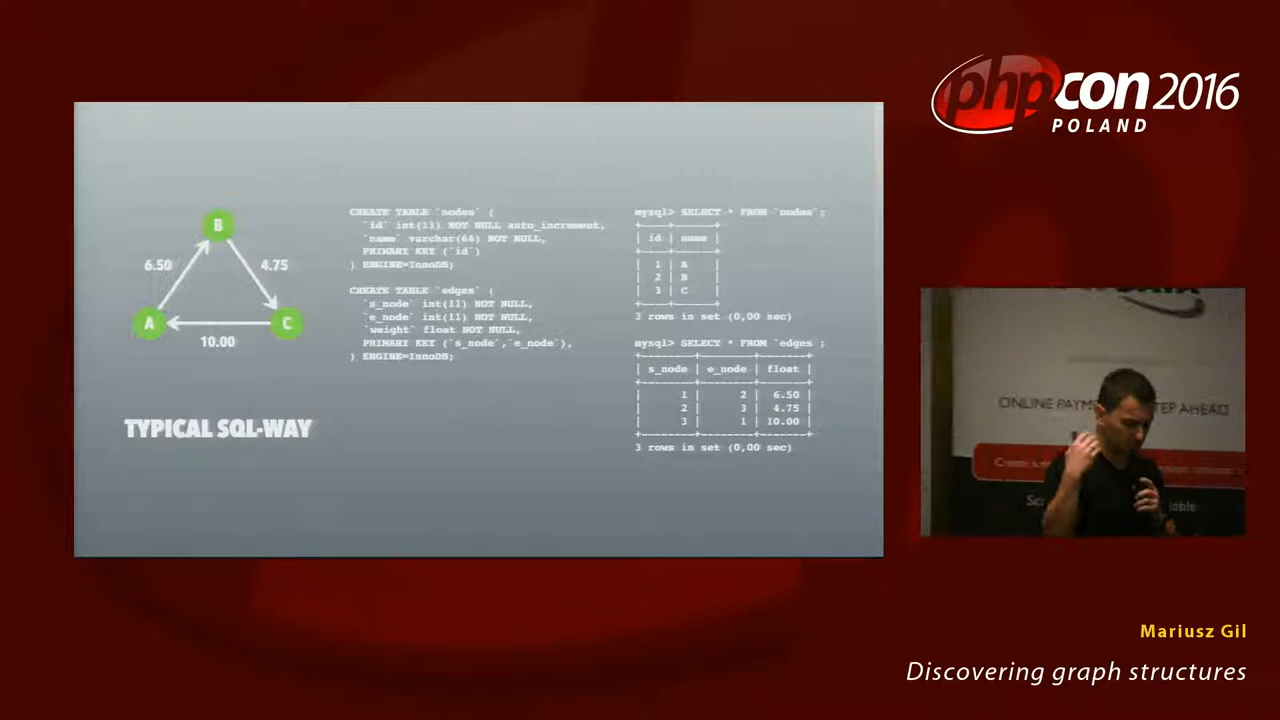 phpcon 2016
POLAND
B
6.50
4.75
A
C
10.00
TYPICAL SQL-WAY
CREATE TABLE `nodes` (
`id` int(11) NOT NULL auto_increment,
`name` varchar(64) NOT NULL,
PRIMARY KEY (`id`)
) ENGINE=InnoDB;
CREATE TABLE `edges` (
`s_node` int(11) NOT NULL,
`e_node` int(11) NOT NULL,
`weight` float NOT NULL,
PRIMARY KEY (`s_node`,`e_node`),
) ENGINE=InnoDB;
mysql> SELECT * FROM `nodes`;
+----+------+
| id | name |
+----+------+
| 1 | A |
| 2 | B |
| 3 | C |
+----+------+
3 rows in set (0,00 sec)
mysql> SELECT * FROM `edges ;
+--------+--------+-------+
| s_node | e_node | float |
+--------+--------+-------+
| 1 | 2 | 6.50 |
| 2 | 3 | 4.75 |
| 3 | 1 | 10.00 |
+--------+--------+-------+
3 rows in set (0,00 sec)
ONLINE AHEAD
Mariusz Gil
Discovering graph structures